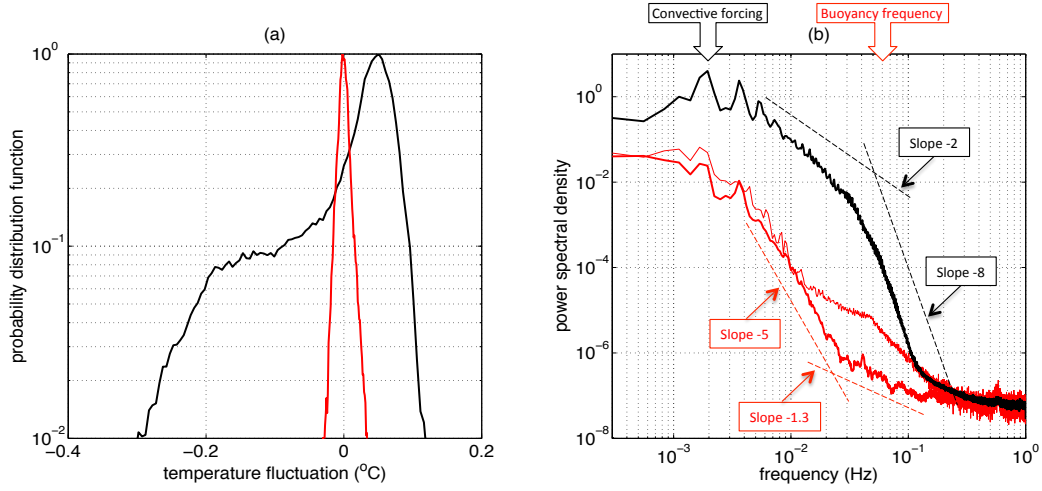 Convective forcing
Buoyancy frequency
(a)
(b)
probability distribution function
10^0
10^-1
10^-2
-0.4
-0.2
0
0.2
temperature fluctuation (°C)
power spectral density
10^0
10^-2
10^-4
10^-6
10^-8
Slope -2
Slope -8
Slope -5
Slope -1.3
10^-3
10^-2
10^-1
10^0
frequency (Hz)